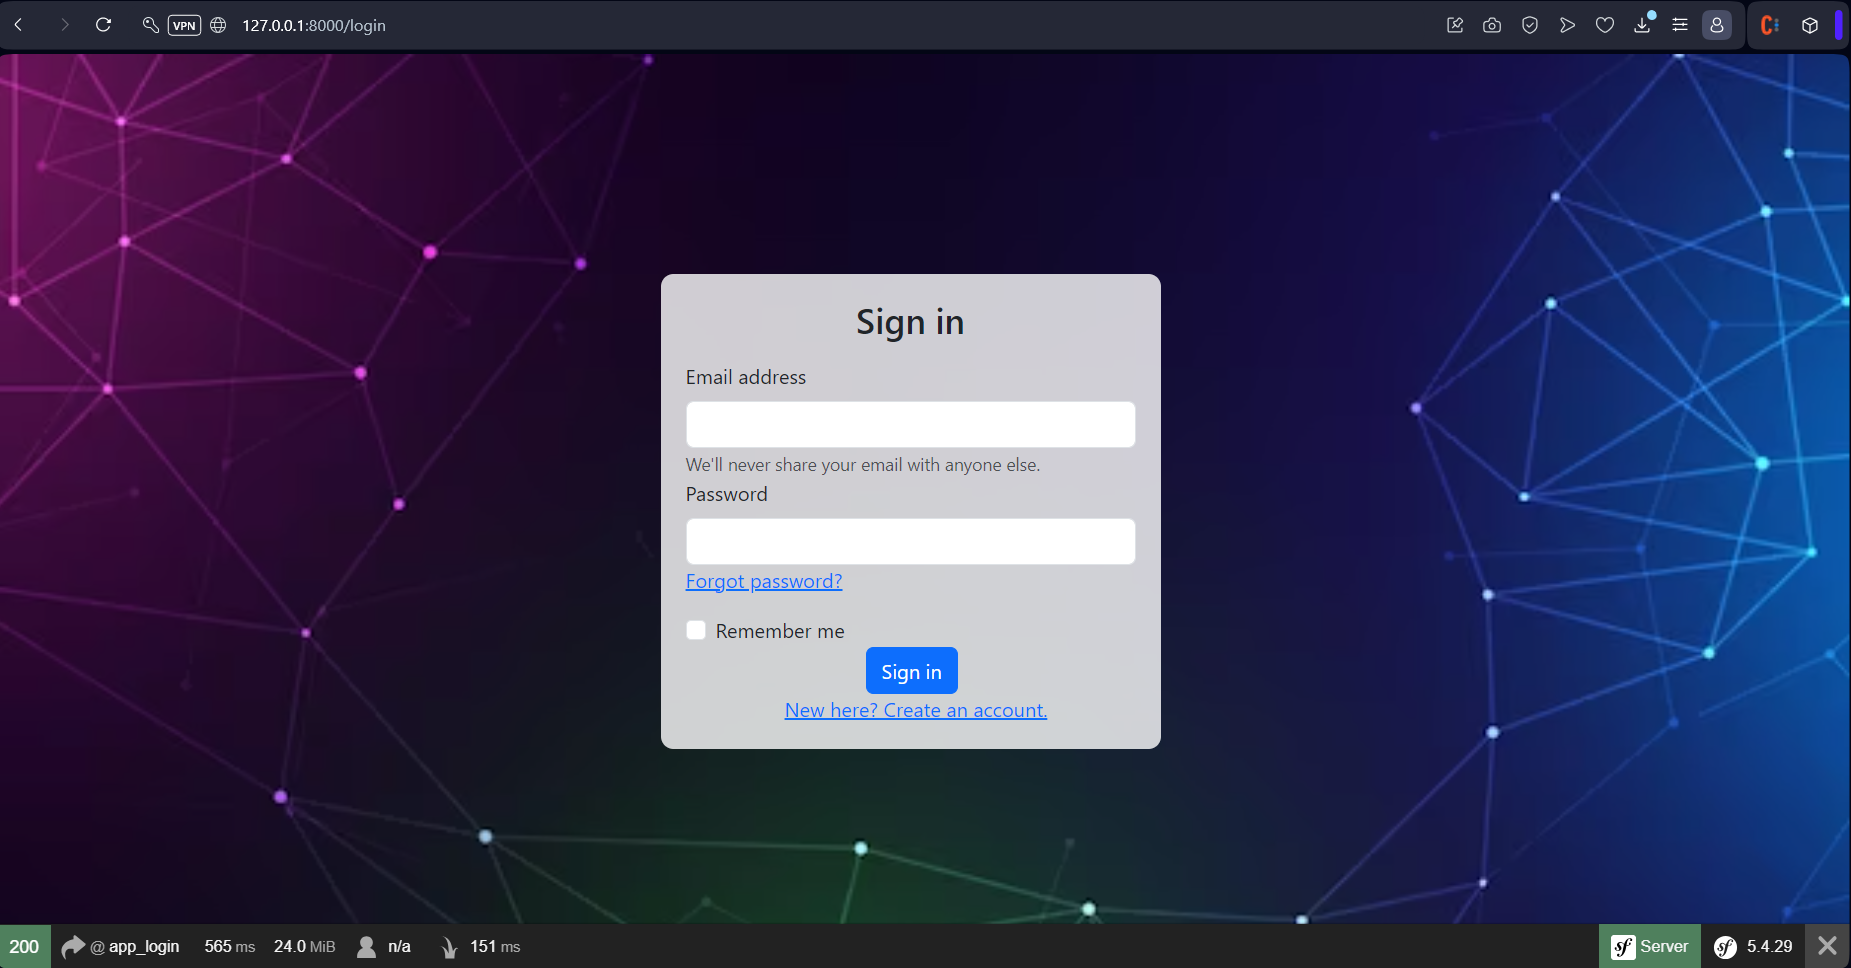 VPN 127.0.0.1:8000/login
Sign in
Email address
We'll never share your email with anyone else.
Password
Forgot password?
Remember me
Sign in
New here? Create an account.
200 @ app_login 565 ms 24.0 MiB n/a 151 ms sf Server sf 5.4.29